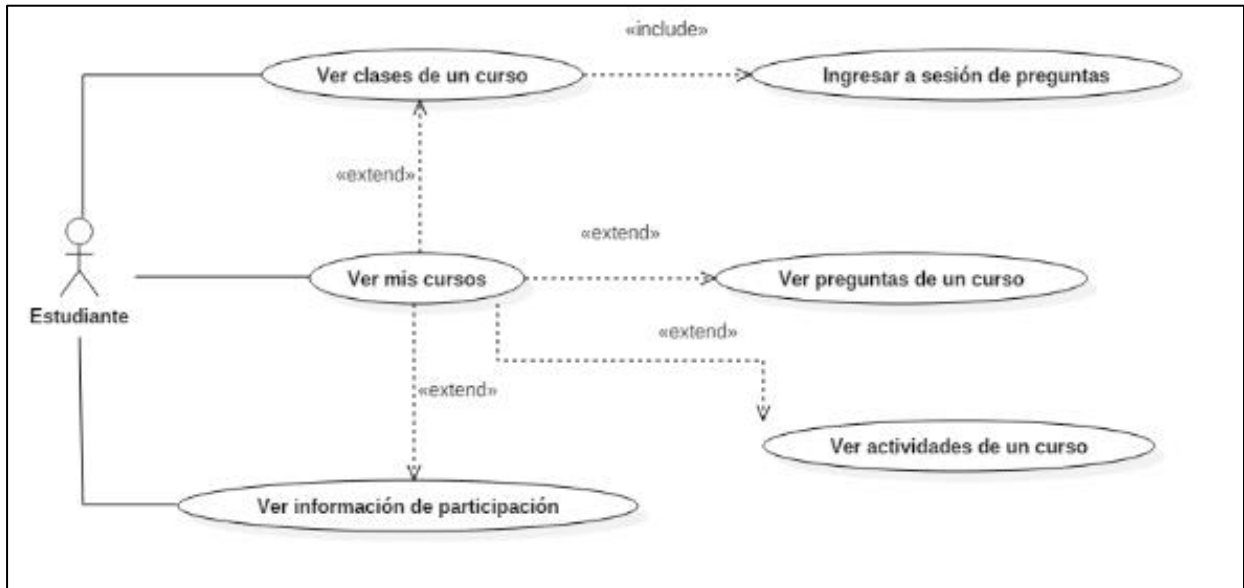 «include»
Ver clases de un curso
Ingresar a sesión de preguntas
«extend»
«extend»
Ver mis cursos
Ver preguntas de un curso
Estudiante
«extend»
«extend»
Ver actividades de un curso
Ver información de participación